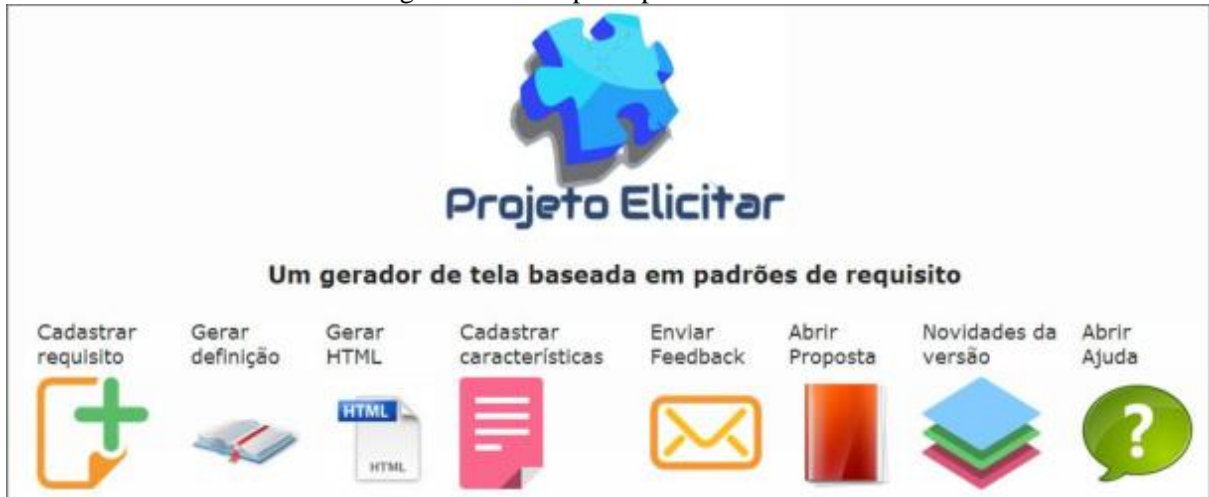 Projeto Elicitar
Um gerador de tela baseada em padrões de requisito
Cadastrar
requisito
Gerar
definição
Gerar
HTML
Cadastrar
características
Enviar
Feedback
Abrir
Proposta
Novidades da
versão
Abrir
Ajuda
HTML
HTML
?